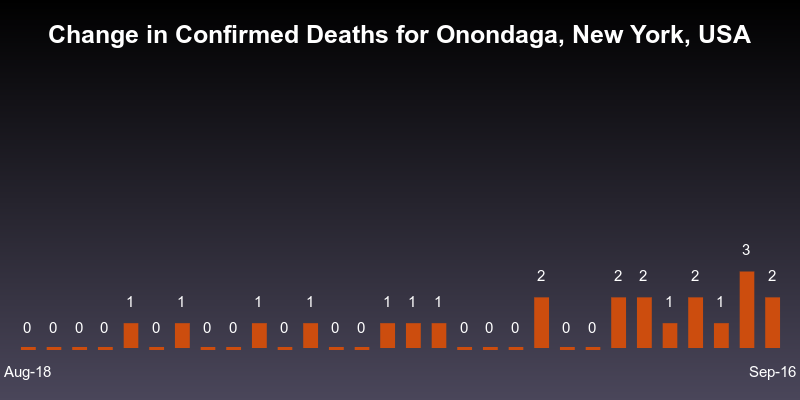 Change in Confirmed Deaths for Onondaga, New York, USA
3
2 2 2 2 2
1 1 1 1 1 1 1 1 1
0 0 0 0 0 0 0 0 0 0 0 0 0 0 0
Aug-18 Sep-16